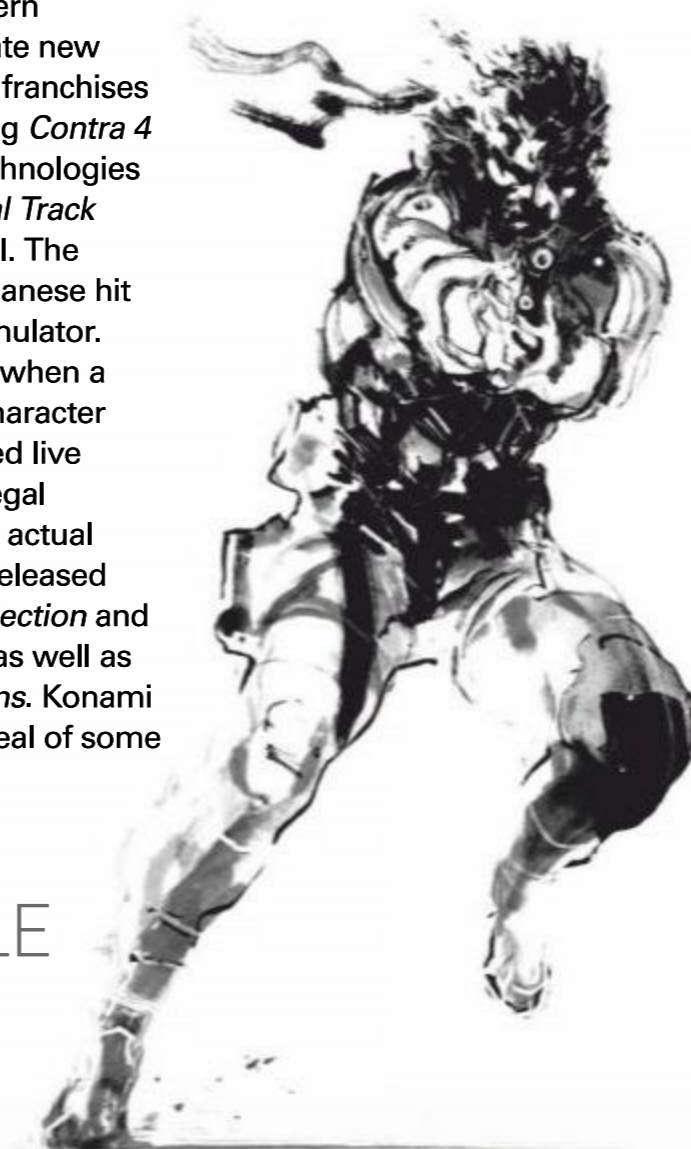 ern
te new
franchises
g Contra 4
hnologies
l Track
l. The
anese hit
nulator.
when a
haracter
ed live
egal
actual
eleased
ection and
as well as
ns. Konami
eal of some
LE